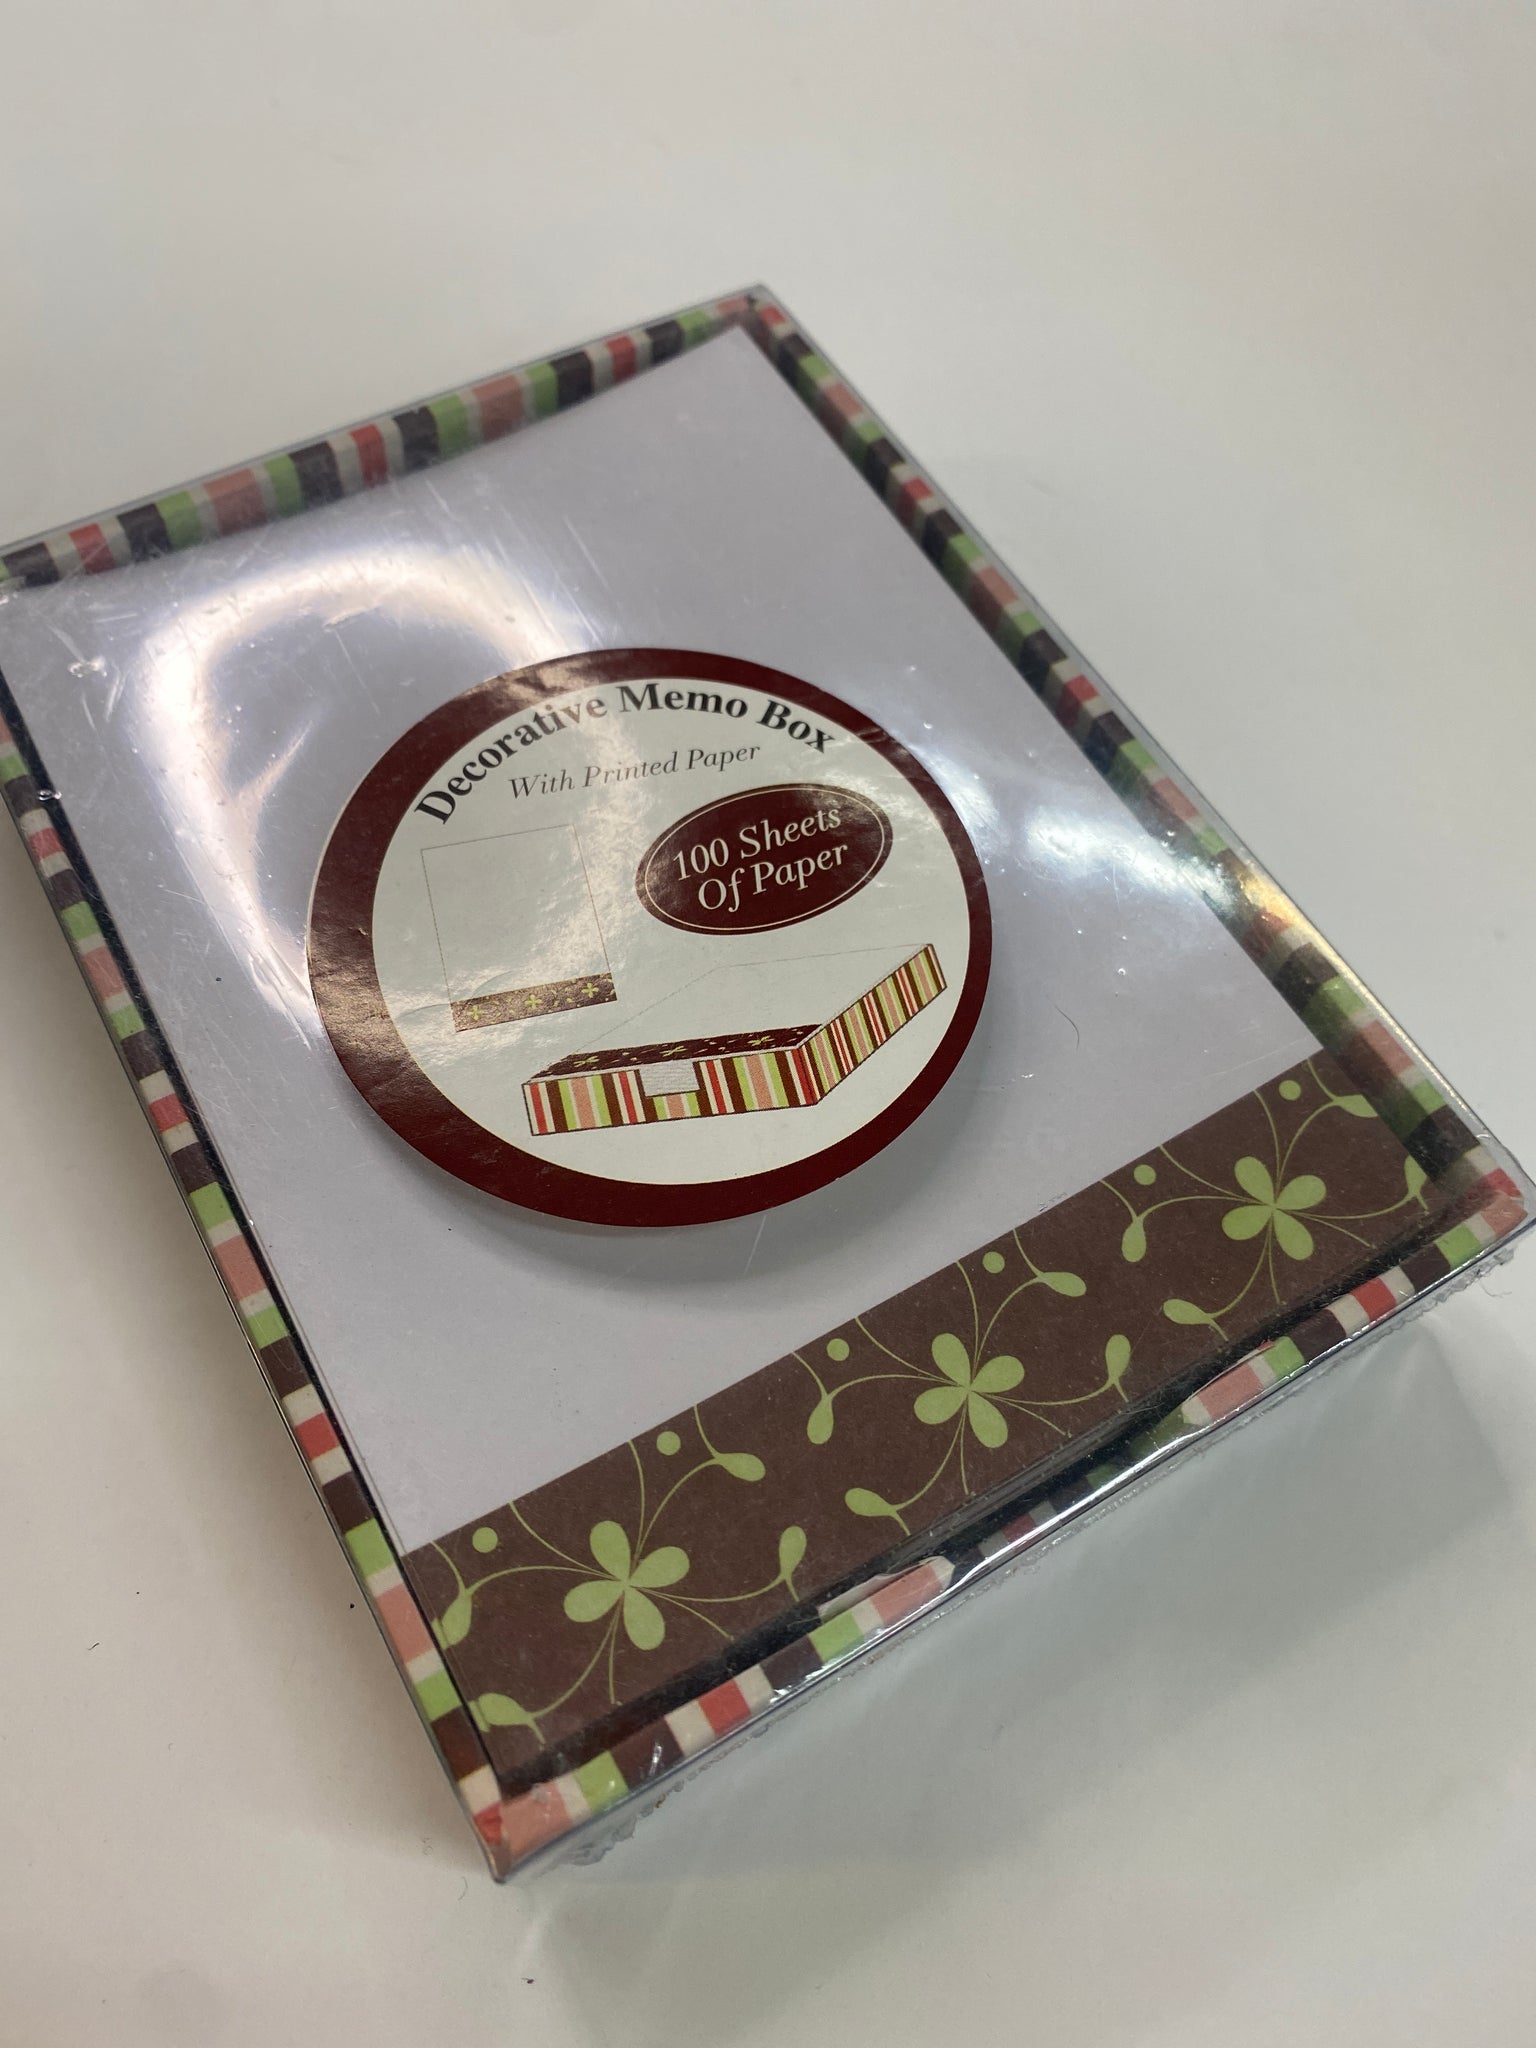 Decorative Memo Box
With Printed Paper
100 Sheets
Of Paper